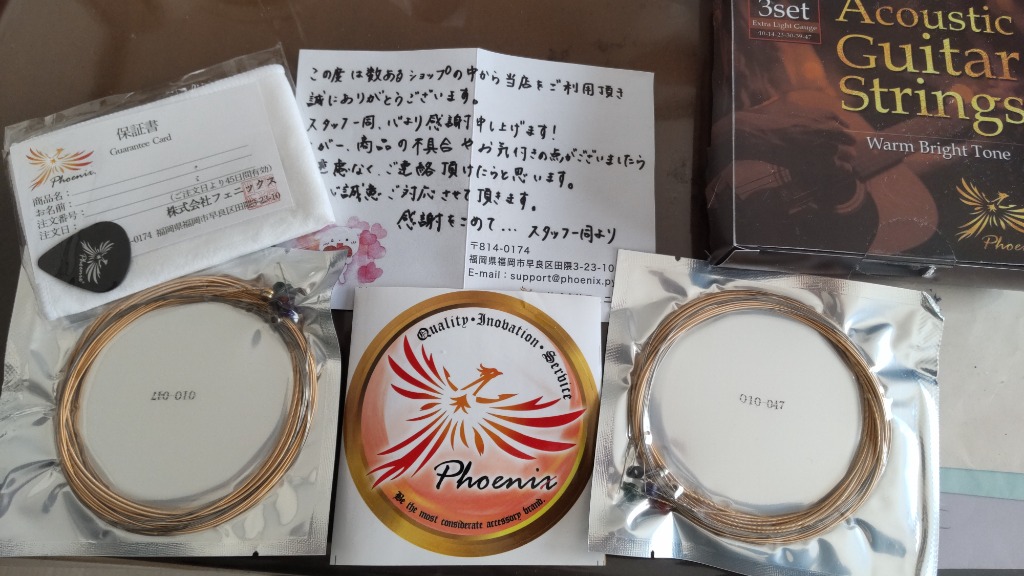 保証書
Guarantee Card
Phoenix
商品名:
お名前: (ご注文日より45日間有効)
注文番号:
注文日: 株式会社フェニックス
0174 福岡県福岡市早良区田隈3-23-10
この度は数あるショップの中から当店をご利用頂き
誠にありがとうございます。
スタッフ一同、心より感謝申し上げます!
が一、商品の不具合やお気付きの点がございましたら
意慮なく、ご連絡頂けたらと思います。
誠意ご対応させて頂きます。
感謝をこめて... スタッフ一同より
〒814-0174
福岡県福岡市早良区田隈3-23-10
E-mail:support@phoenix.py
3set
Extra Light Gauge
10-14-23-30-39-47
Acoustic
Guitar
Strings
Warm Bright Tone
Phoe
010-047
Quality・Inovation・Service
Phoenix
Be the most considerate accessory brand.
010-047